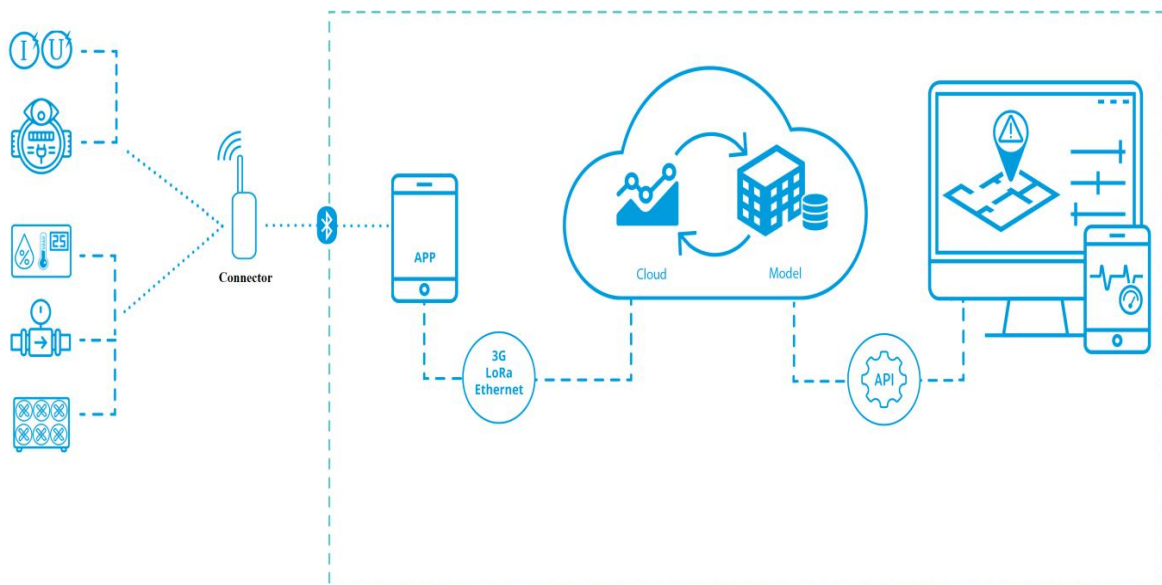 I U
25
%
Connector
APP
3G
LoRa
Ethernet
Cloud
Model
API